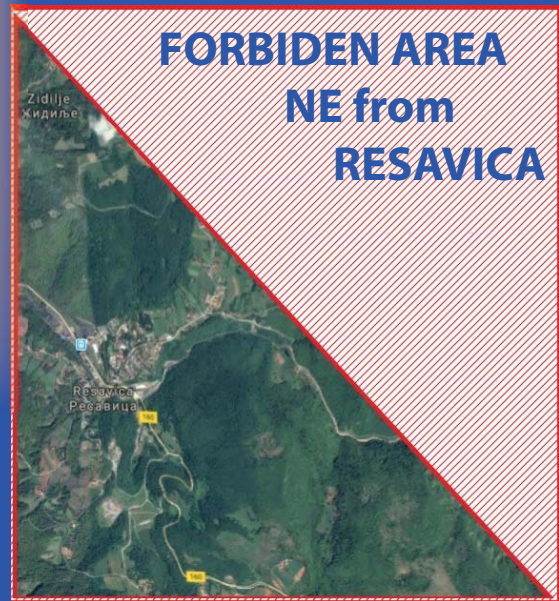 FORBIDEN AREA
NE from
RESAVICA
Zidilje
Жидиље
Resavica
Ресавица
160
160